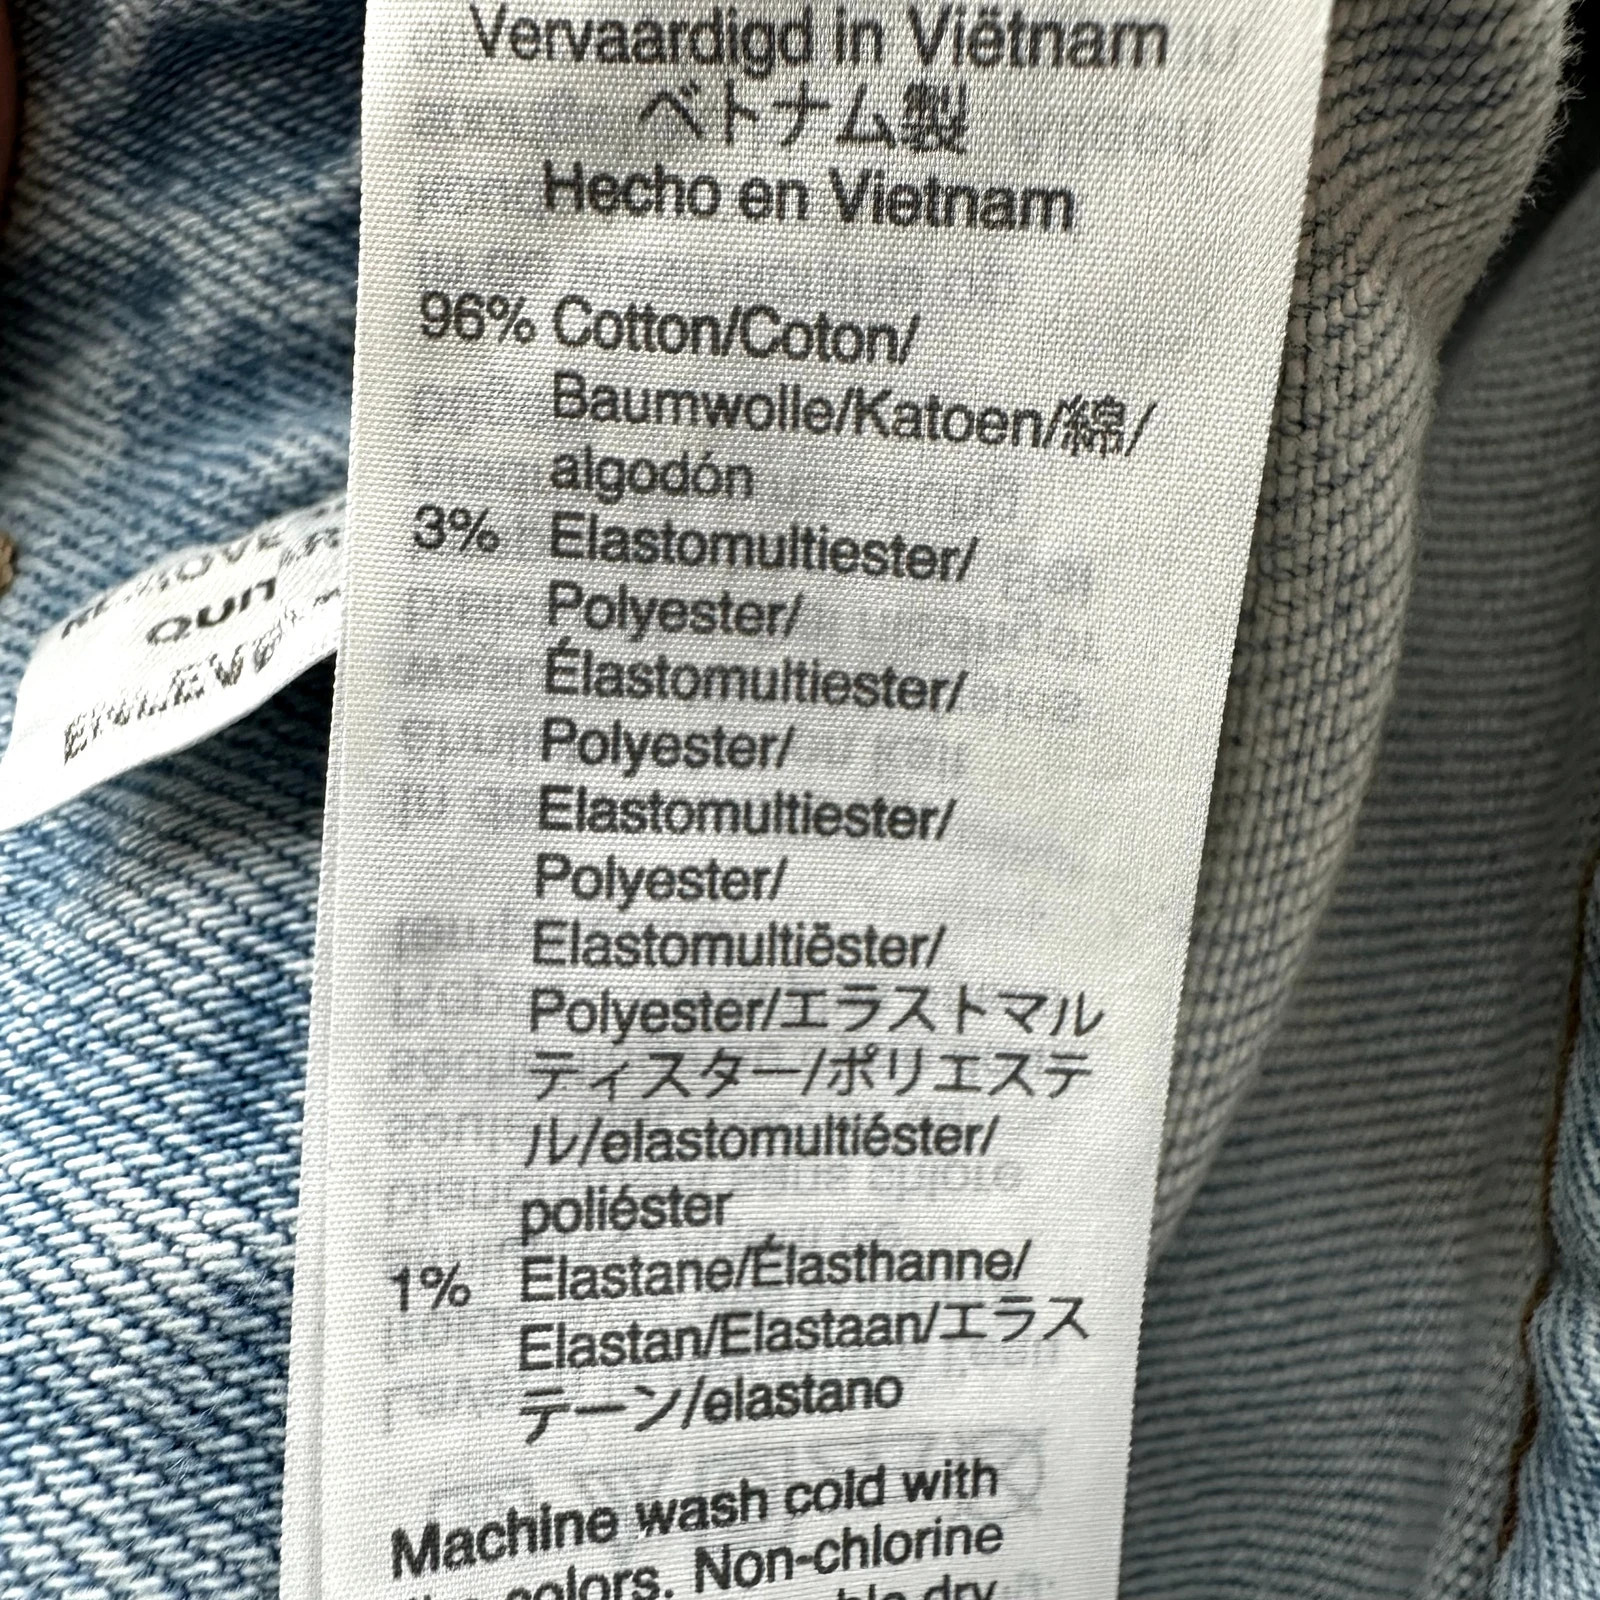 Vervaardigd in Viëtnam
ベトナム製
Hecho en Vietnam
96% Cotton/Coton/
Baumwolle/Katoen/綿/
algodón
3% Elastomultiester/
Polyester/
Élastomultiester/
Polyester/
Elastomultiester/
Polyester/
Elastomultiëster/
Polyester/エラストマル
ティスター/ポリエステ
ル/elastomultiéster/
poliéster
1% Elastane/Élasthanne/
Elastan/Elastaan/エラス
テーン/elastano
Machine wash cold with
colors. Non-chlorine
dry